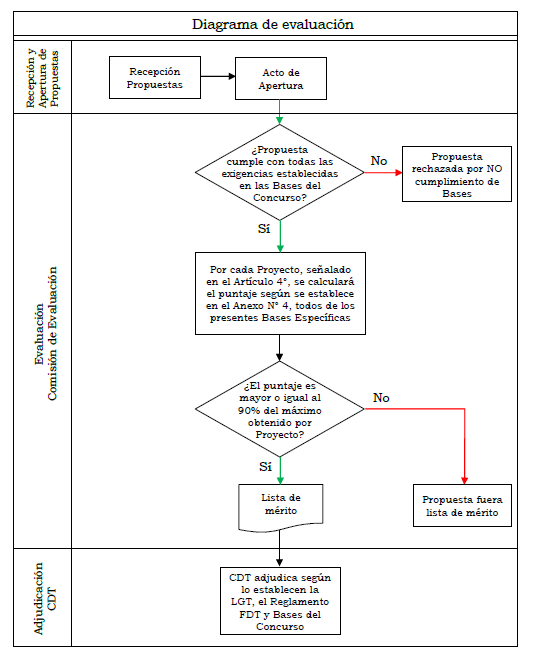 Diagrama de evaluación
Recepción y
Apertura de
Propuestas
Recepción
Propuestas
Acto de
Apertura
Evaluación
Comisión de Evaluación
¿Propuesta
cumple con todas las
exigencias establecidas
en las Bases del
Concurso?
No
Propuesta
rechazada por NO
cumplimiento de
Bases
Sí
Por cada Proyecto, señalado
en el Artículo 4°, se calculará
el puntaje según se establece
en el Anexo N° 4, todos de los
presentes Bases Específicas
¿El puntaje es
mayor o igual al
90% del máximo
obtenido por
Proyecto?
No
Sí
Lista de
mérito
Propuesta fuera
lista de mérito
Adjudicación
CDT
CDT adjudica según
lo establecen la
LGT, el Reglamento
FDT y Bases del
Concurso